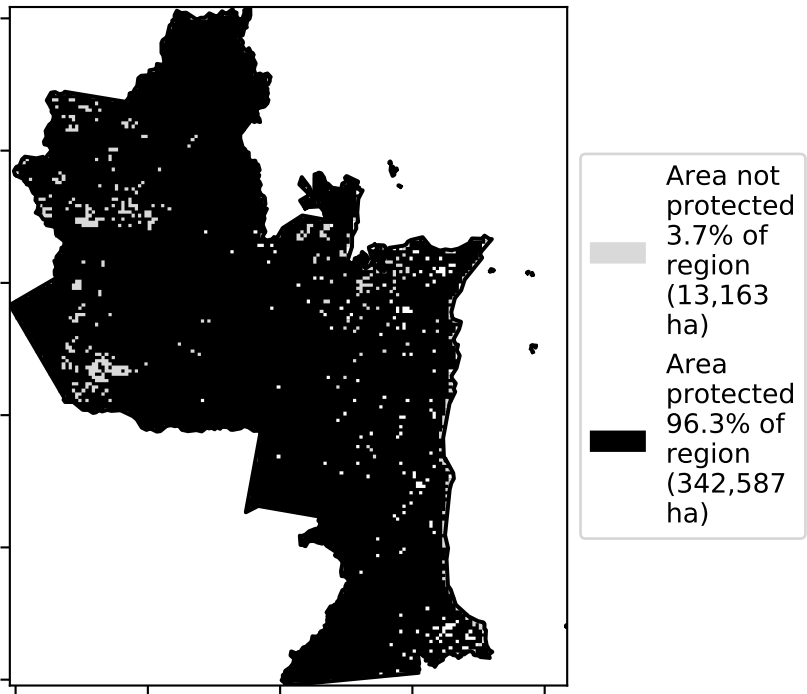 Area not
protected
3.7% of
region
(13,163
ha)
Area
protected
96.3% of
region
(342,587
ha)